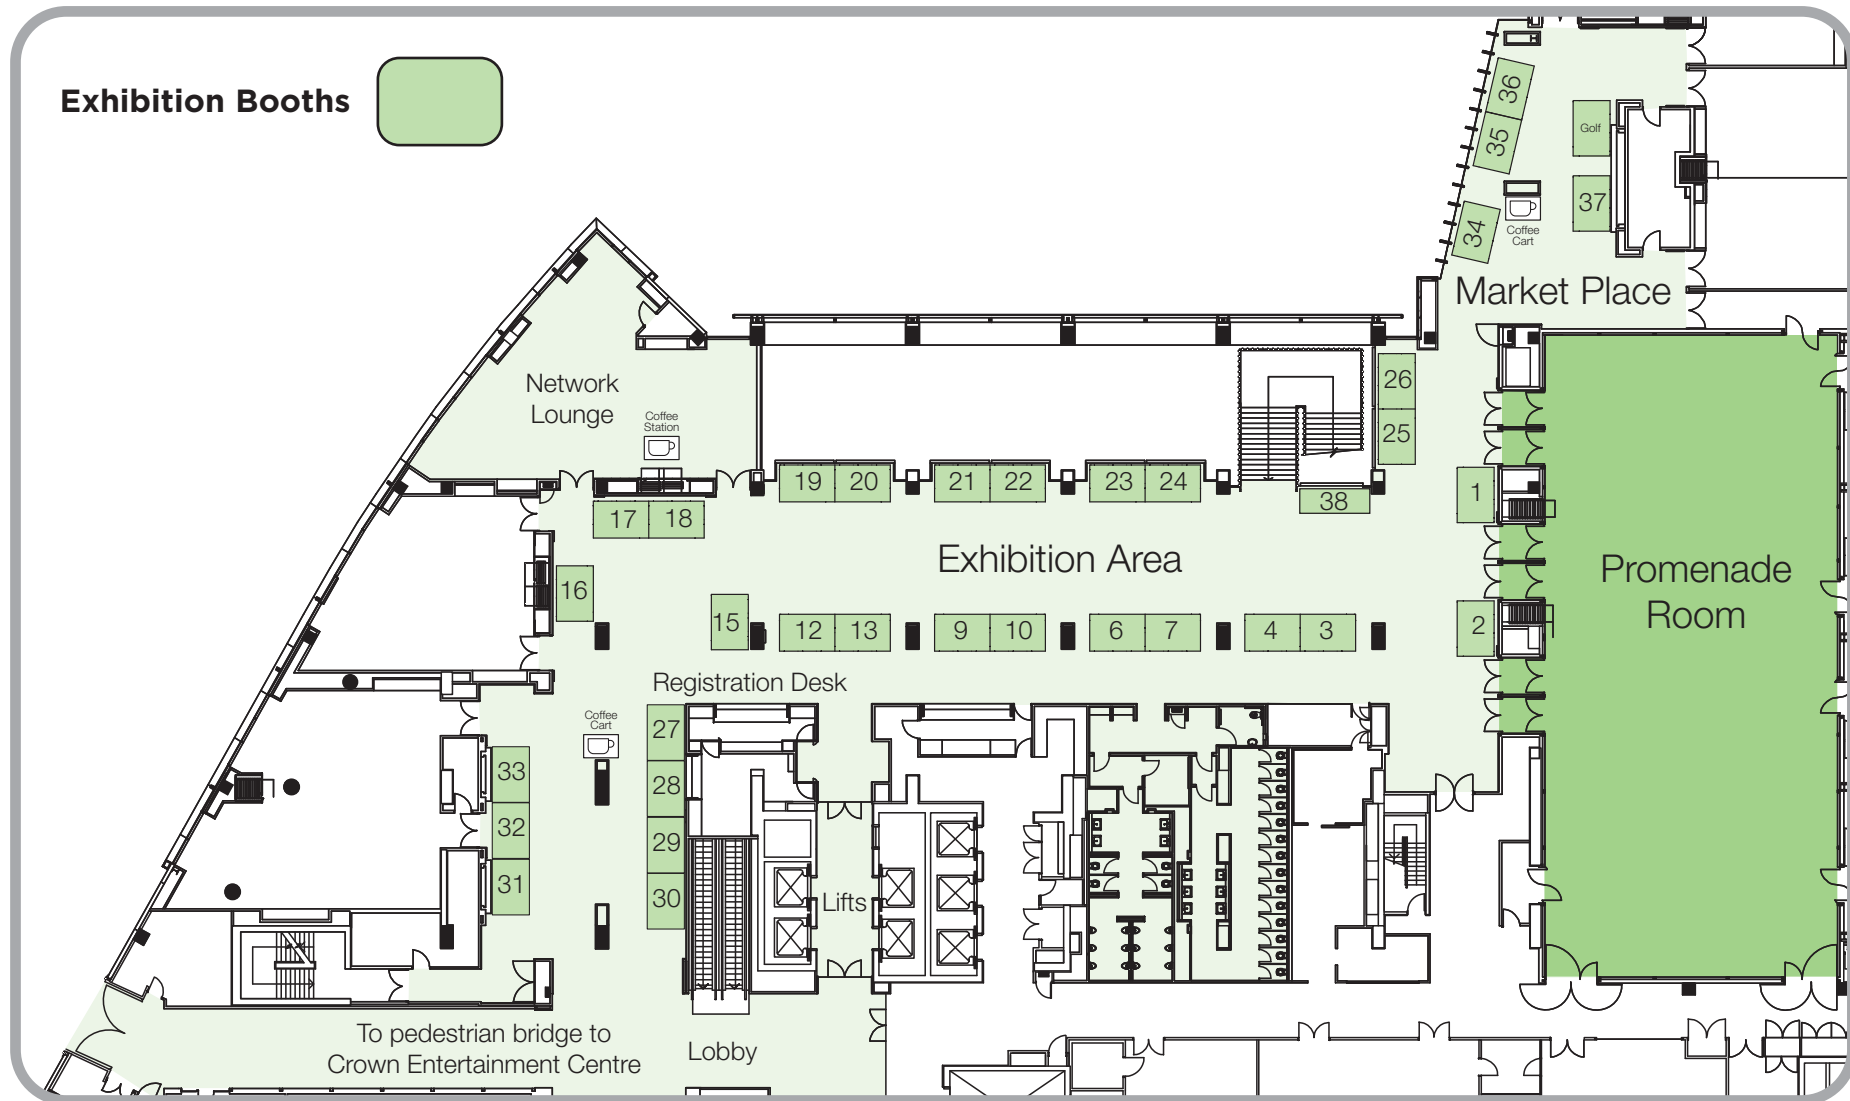 Exhibition Booths
36
35
Golf
37
34
Coffee
Cart
Market Place
Network
Lounge
Coffee
Station
26
25
19
20
21
22
23
24
38
1
17
18
Exhibition Area
Promenade
Room
16
15
12
13
9
10
6
7
4
3
2
Registration Desk
Coffee
Cart
27
28
29
30
33
32
31
Lifts
To pedestrian bridge to
Crown Entertainment Centre
Lobby